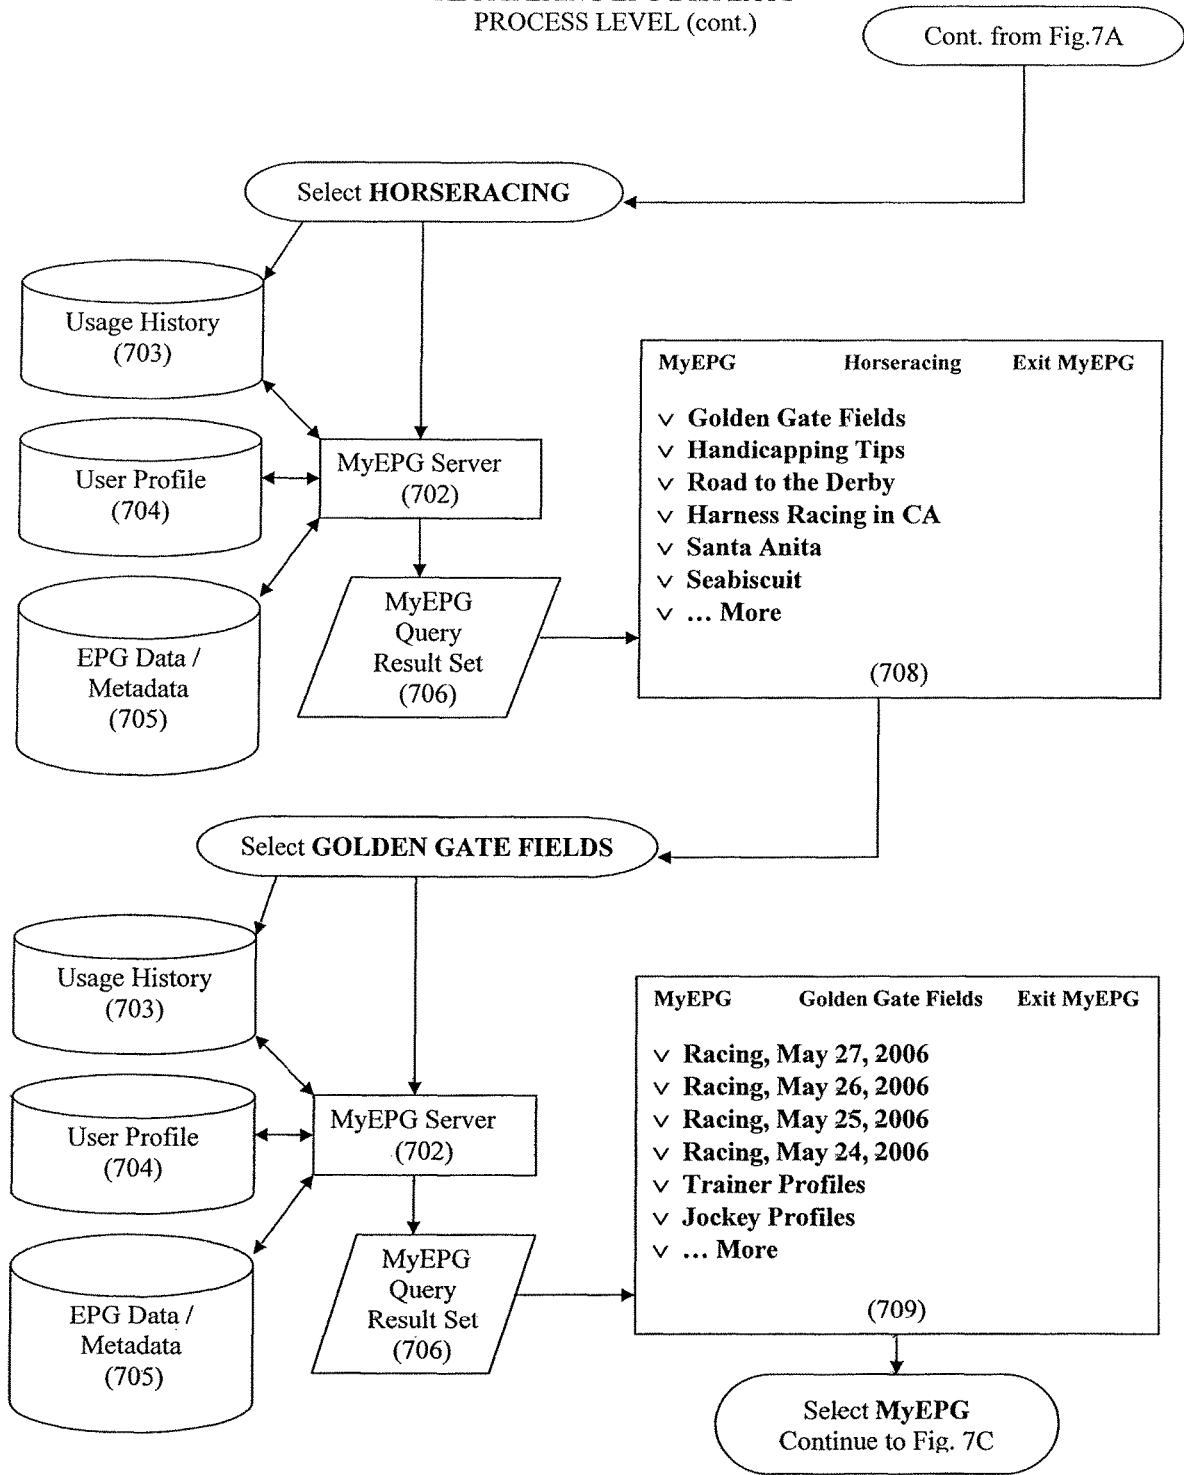 PROCESS LEVEL (cont.)
Cont. from Fig.7A
Select HORSERACING
Usage History
(703)
User Profile
(704)
EPG Data /
Metadata
(705)
MyEPG Server
(702)
MyEPG
Query
Result Set
(706)
MyEPG Horseracing Exit MyEPG
v Golden Gate Fields
v Handicapping Tips
v Road to the Derby
v Harness Racing in CA
v Santa Anita
v Seabiscuit
v ... More
(708)
Select GOLDEN GATE FIELDS
Usage History
(703)
User Profile
(704)
EPG Data /
Metadata
(705)
MyEPG Server
(702)
MyEPG
Query
Result Set
(706)
MyEPG Golden Gate Fields Exit MyEPG
v Racing, May 27, 2006
v Racing, May 26, 2006
v Racing, May 25, 2006
v Racing, May 24, 2006
v Trainer Profiles
v Jockey Profiles
v ... More
(709)
Select MyEPG
Continue to Fig. 7C